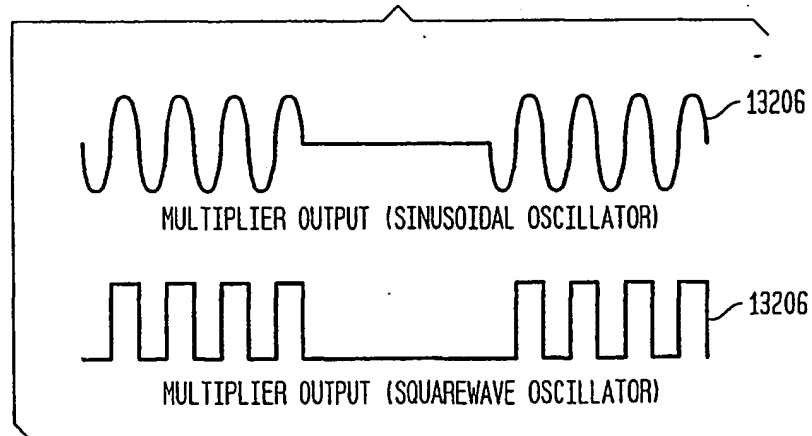 13206
MULTIPLIER OUTPUT (SINUSOIDAL OSCILLATOR)
13206
MULTIPLIER OUTPUT (SQUAREWAVE OSCILLATOR)